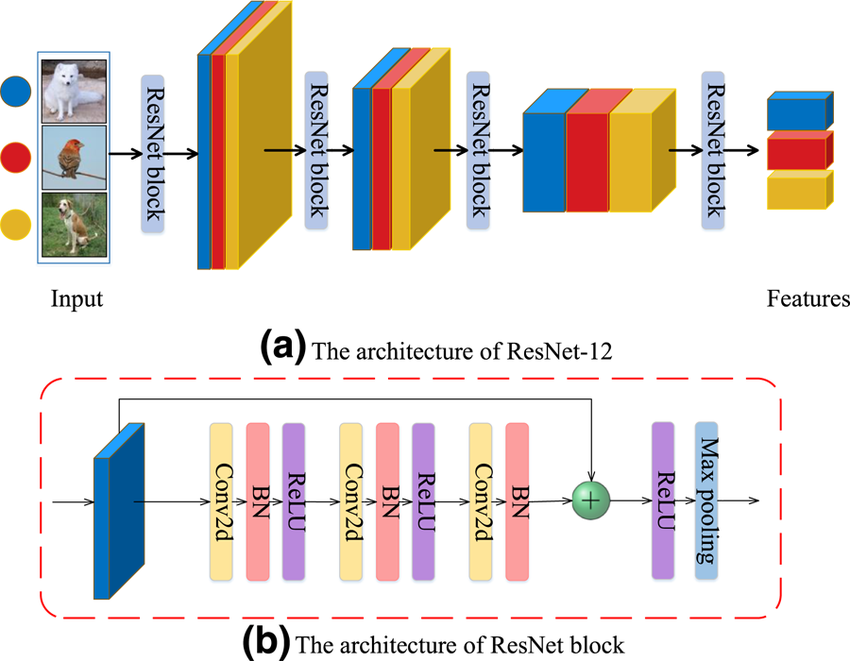 ResNet block
ResNet block
ResNet block
ResNet block
Input
Features
(a) The architecture of ResNet-12
Conv2d
BN
ReLU
Conv2d
BN
ReLU
Conv2d
BN
+
ReLU
Max pooling
(b) The architecture of ResNet block